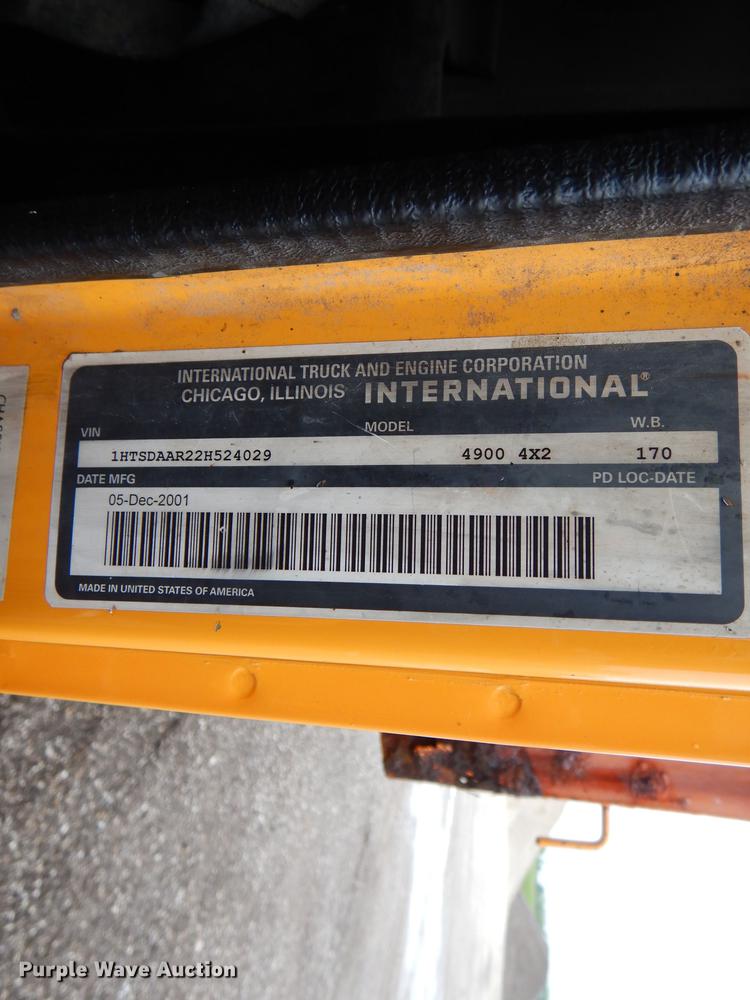 INTERNATIONAL TRUCK AND ENGINE CORPORATION
CHICAGO, ILLINOIS INTERNATIONAL®
VIN MODEL W.B.
1HTSDAAR22H524029 4900 4X2 170
DATE MFG PD LOC-DATE
05-Dec-2001
MADE IN UNITED STATES OF AMERICA
Purple Wave Auction